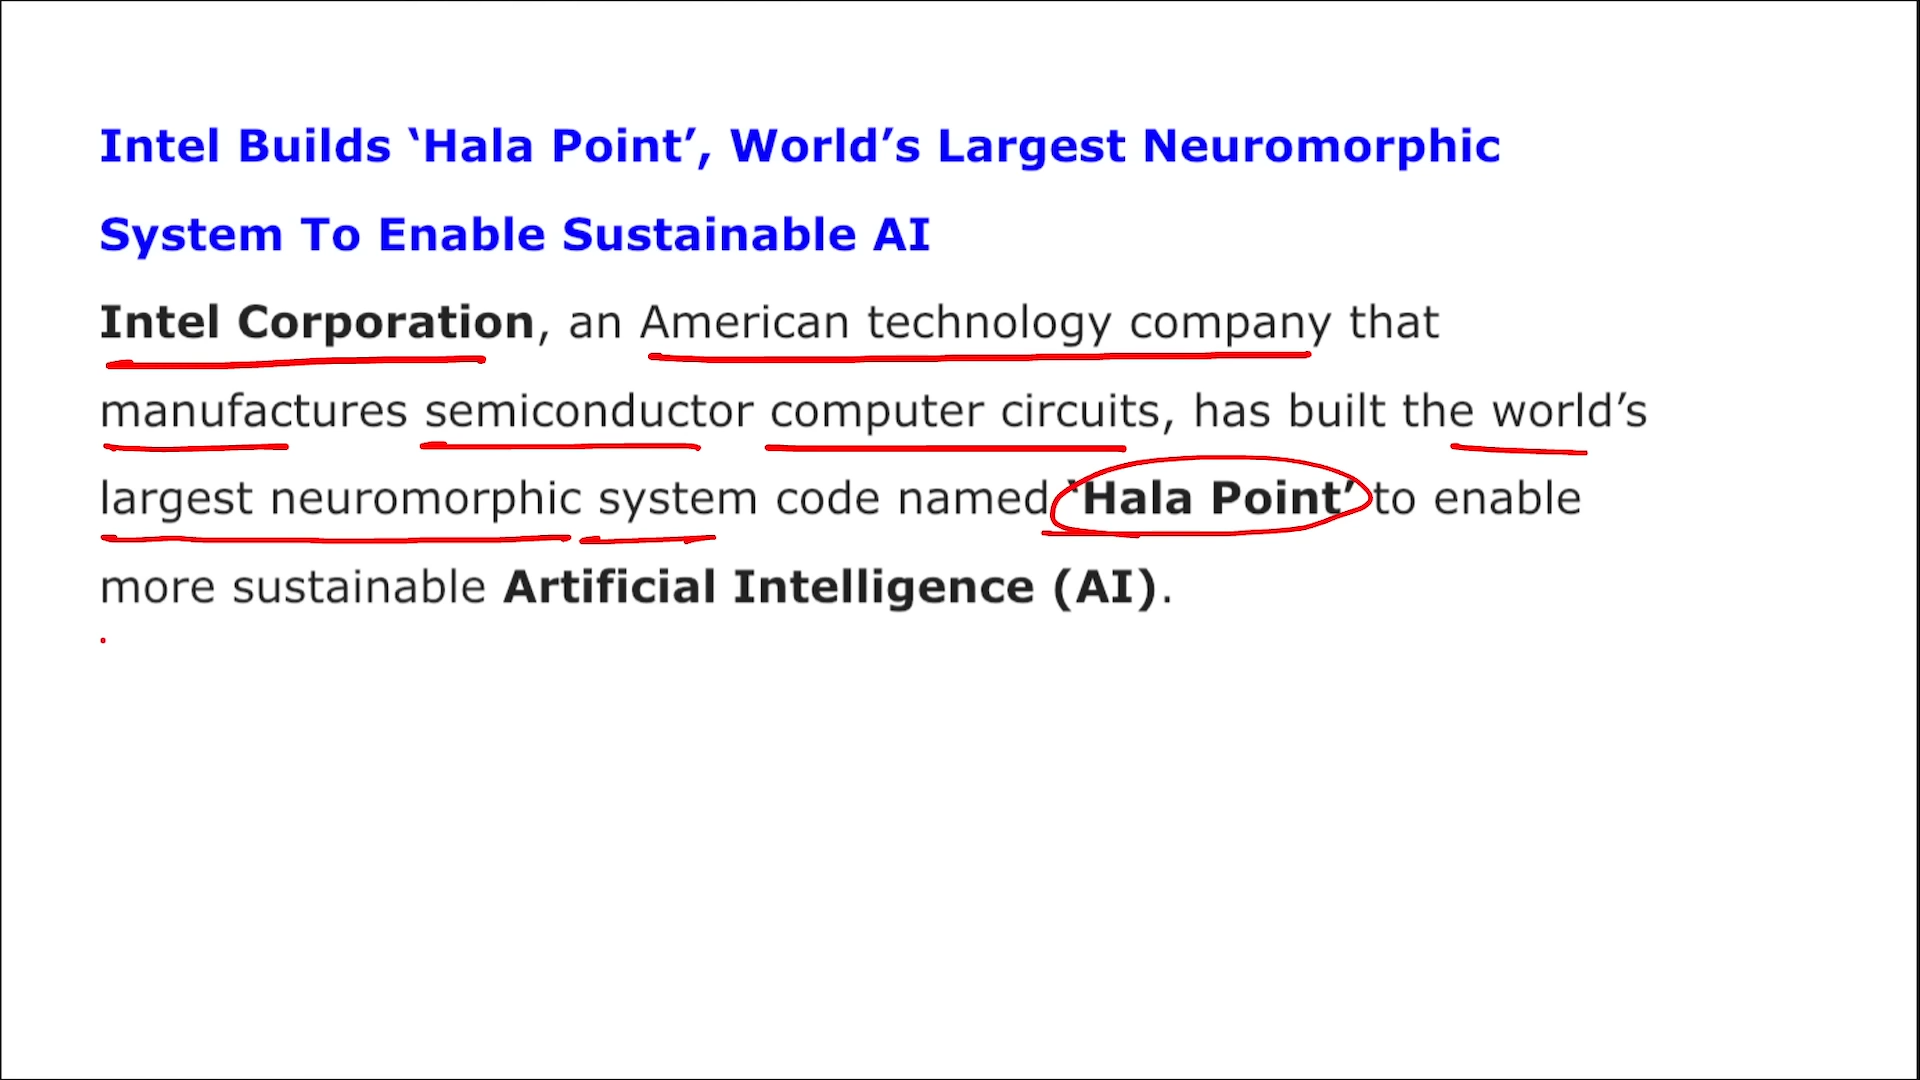 Intel Builds ‘Hala Point’, World’s Largest Neuromorphic
System To Enable Sustainable AI
Intel Corporation, an American technology company that
manufactures semiconductor computer circuits, has built the world’s
largest neuromorphic system code named ‘Hala Point’ to enable
more sustainable Artificial Intelligence (AI).